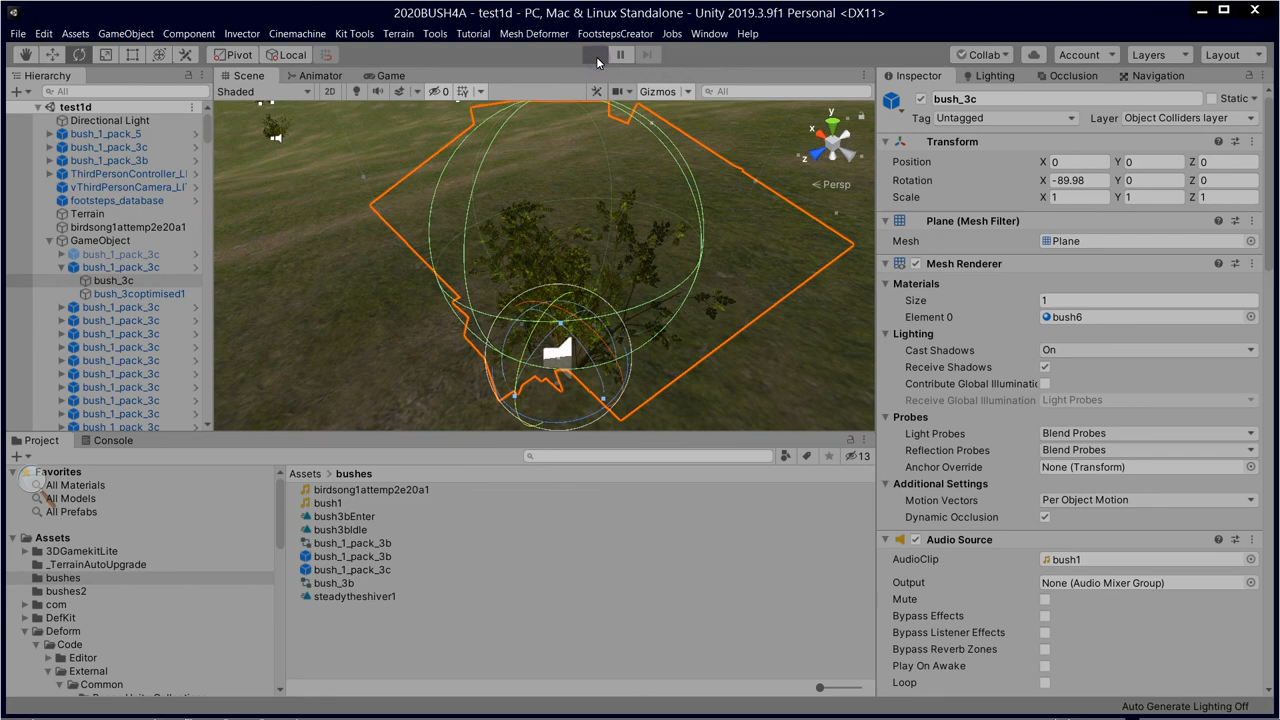 2020BUSH4A - test1d - PC, Mac & Linux Standalone - Unity 2019.3.9f1 Personal <DX11>
File Edit Assets GameObject Component Inventor Cinemachine Kit Tools Terrain Tools Tutorial Mesh Deformer FootstepsCreator Jobs Window Help
Pivot Local Collab Account Layers Layout
Hierarchy
All
test1d
Directional Light
bush_1_pack_5
bush_1_pack_3c
bush_1_pack_3b
ThirdPersonController_L
vThirdPersonCamera_L
footsteps_database
Terrain
birdsong1attemp2e20a1
GameObject
bush_1_pack_3c
bush_1_pack_3c
bush_3c
bush_3coptimised1
bush_1_pack_3c
bush_1_pack_3c
bush_1_pack_3c
bush_1_pack_3c
bush_1_pack_3c
bush_1_pack_3c
bush_1_pack_3c
bush_1_pack_3c
bush_1_pack_3c
bush_1_pack_3c
Scene Animator Game
Shaded 2D 0 Gizmos All
y
x
z
Persp
Project Console
13
Favorites
All Materials
All Models
All Prefabs
Assets
3DGamekitLite
_TerrainAutoUpgrade
bushes
bushes2
com
DefKit
Deform
Code
Editor
External
Common
Assets > bushes
birdsong1attemp2e20a1
bush1
bush3bEnter
bush3bIdle
bush_1_pack_3b
bush_1_pack_3b
bush_1_pack_3c
bush_3b
steadytheshiver1
Inspector Lighting Occlusion Navigation
bush_3c Static
Tag Untagged Layer Object Colliders layer
Transform
Position X 0 Y 0 Z 0
Rotation X -89.98 Y 0 Z 0
Scale X 1 Y 1 Z 1
Plane (Mesh Filter)
Mesh Plane
Mesh Renderer
Materials
Size 1
Element 0 bush6
Lighting
Cast Shadows On
Receive Shadows
Contribute Global Illuminatic
Receive Global Illumination Light Probes
Probes
Light Probes Blend Probes
Reflection Probes Blend Probes
Anchor Override None (Transform)
Additional Settings
Motion Vectors Per Object Motion
Dynamic Occlusion
Audio Source
AudioClip bush1
Output None (Audio Mixer Group)
Mute
Bypass Effects
Bypass Listener Effects
Bypass Reverb Zones
Play On Awake
Loop
Auto Generate Lighting Off